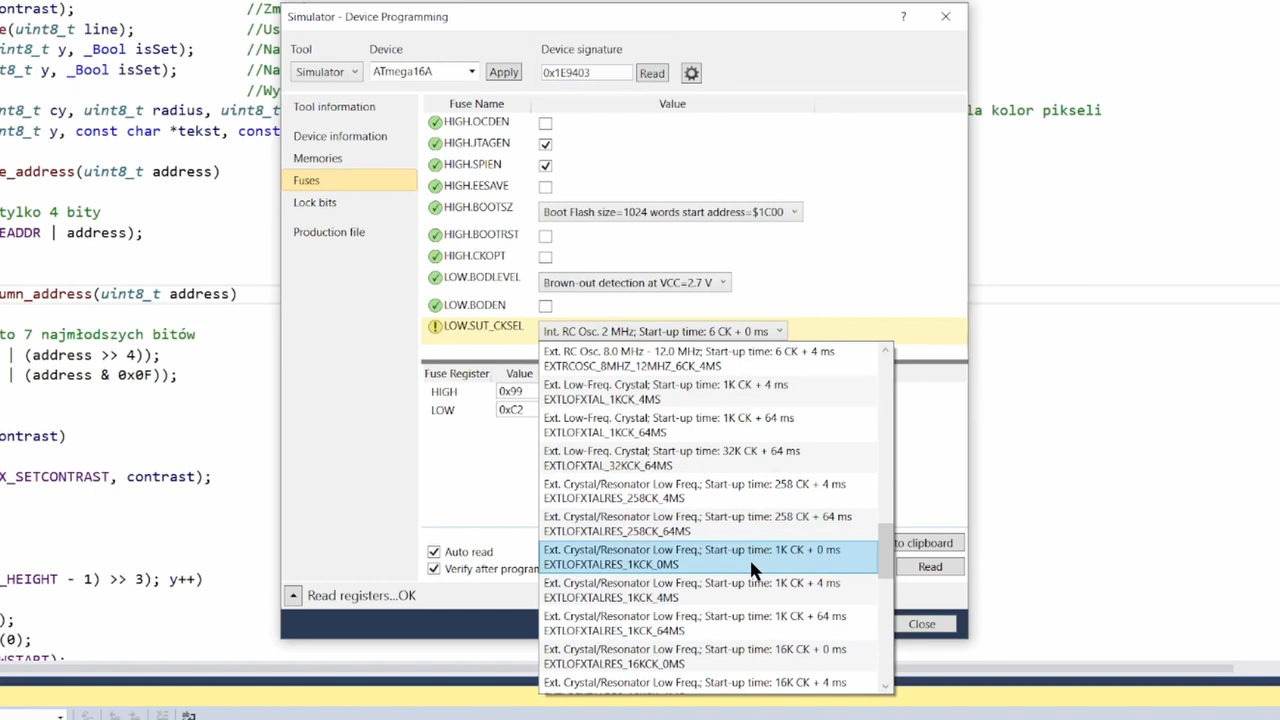 contrast);
//Zm
Simulator - Device Programming
?
e(uint8_t line);
//Us
int8_t y, _Bool isSet);
//Na
_t y, _Bool isSet);
//Na
//Wy
_t cy, uint8_t radius, uint8_t
la kolor pikseli
_t y, const char *tekst, const
Tool
Device
Device signature
Simulator
ATmega16A
Apply
0x1E9403
Read
Tool information
Device information
Memories
Fuses
Lock bits
Production file
Fuse Name
Value
HIGH.OCDEN
HIGH.JTAGEN
HIGH.SPIEN
HIGH.EESAVE
HIGH.BOOTSZ
Boot Flash size=1024 words start address=$1C00
HIGH.BOOTRST
HIGH.CKOPT
LOW.BODLEVEL
Brown-out detection at VCC=2.7 V
LOW.BODEN
LOW.SUT_CKSEL
Int. RC Osc. 2 MHz; Start-up time: 6 CK + 0 ms
Ext. RC Osc. 8.0 MHz - 12.0 MHz; Start-up time: 6 CK + 4 ms
EXTRCOSC_8MHZ_12MHZ_6CK_4MS
Ext. Low-Freq. Crystal; Start-up time: 1K CK + 4 ms
EXTLOFXTAL_1KCK_4MS
Ext. Low-Freq. Crystal; Start-up time: 1K CK + 64 ms
EXTLOFXTAL_1KCK_64MS
Ext. Low-Freq. Crystal; Start-up time: 32K CK + 64 ms
EXTLOFXTAL_32KCK_64MS
Ext. Crystal/Resonator Low Freq.; Start-up time: 258 CK + 4 ms
EXTLOFXTALRES_258CK_4MS
Ext. Crystal/Resonator Low Freq.; Start-up time: 258 CK + 64 ms
EXTLOFXTALRES_258CK_64MS
Ext. Crystal/Resonator Low Freq.; Start-up time: 1K CK + 0 ms
EXTLOFXTALRES_1KCK_0MS
Ext. Crystal/Resonator Low Freq.; Start-up time: 1K CK + 4 ms
EXTLOFXTALRES_1KCK_4MS
Ext. Crystal/Resonator Low Freq.; Start-up time: 1K CK + 64 ms
EXTLOFXTALRES_1KCK_64MS
Ext. Crystal/Resonator Low Freq.; Start-up time: 16K CK + 0 ms
EXTLOFXTALRES_16KCK_0MS
Ext. Crystal/Resonator Low Freq.; Start-up time: 16K CK + 4 ms
Fuse Register
Value
HIGH
0x99
LOW
0xC2
Auto read
Verify after program
to clipboard
Read
Read registers...OK
Close
e_address(uint8_t address)
tylko 4 bity
EADDR | address);
umn_address(uint8_t address)
to 7 najmłodszych bitów
| (address >> 4));
| (address & 0x0F));
ontrast)
X_SETCONTRAST, contrast);
_HEIGHT - 1) >> 3); y++)
);
(0);
WSTART);